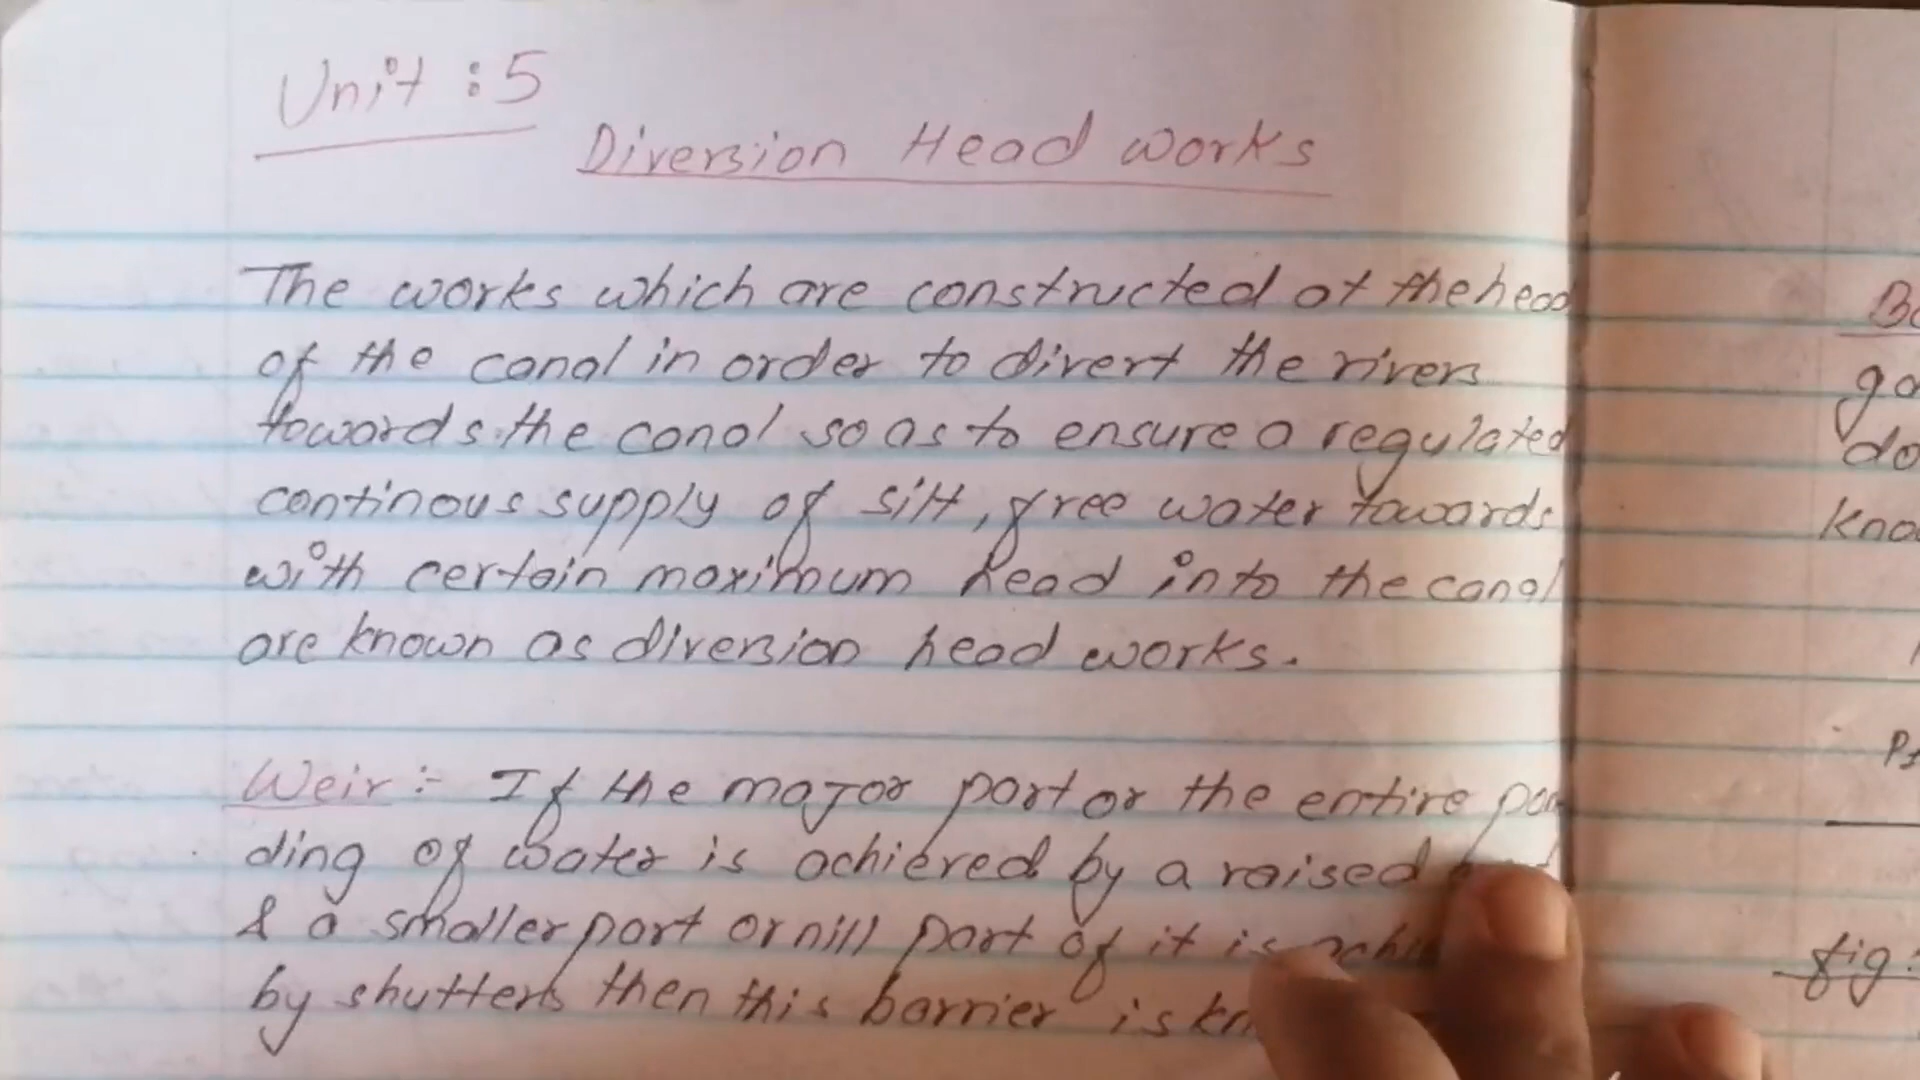 Unit : 5
Diversion Head works
The works which are constructed at the head
of the canal in order to divert the rivers
towards the canal so as to ensure a regulated
continous supply of silt, free water towards
with certain maximum head into the canal
are known as diversion head works.
Weir :- If the major part or the entire pon
ding of water is achieved by a raised
& a smaller part or nill part of it is
by shutters then this barrier is
fig: